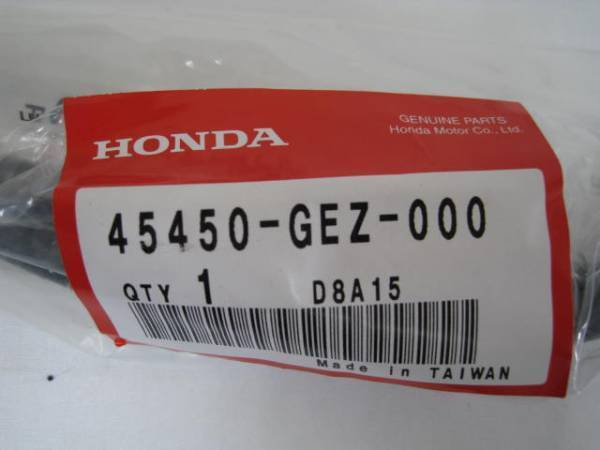 HONDA
GENUINE PARTS
Honda Motor Co., Ltd.
45450-GEZ-000
QTY 1 D8A15
Made in TAIWAN